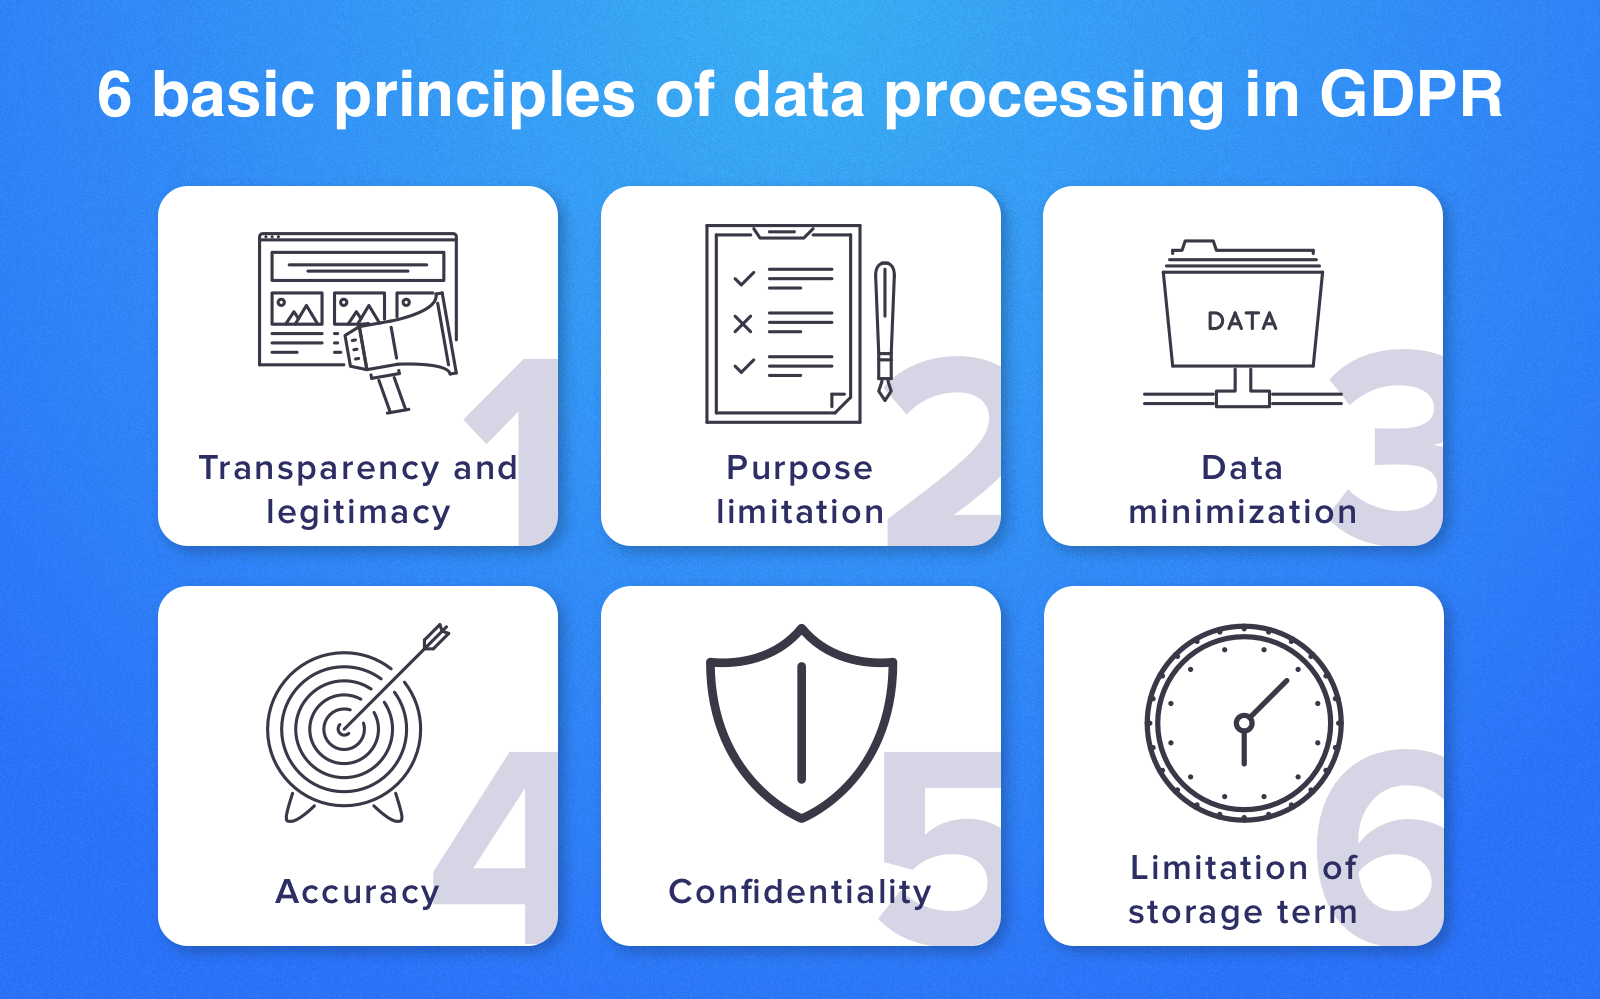 6 basic principles of data processing in GDPR
1
Transparency and
legitimacy
2
Purpose
limitation
DATA
3
Data
minimization
4
Accuracy
5
Confidentiality
6
Limitation of
storage term